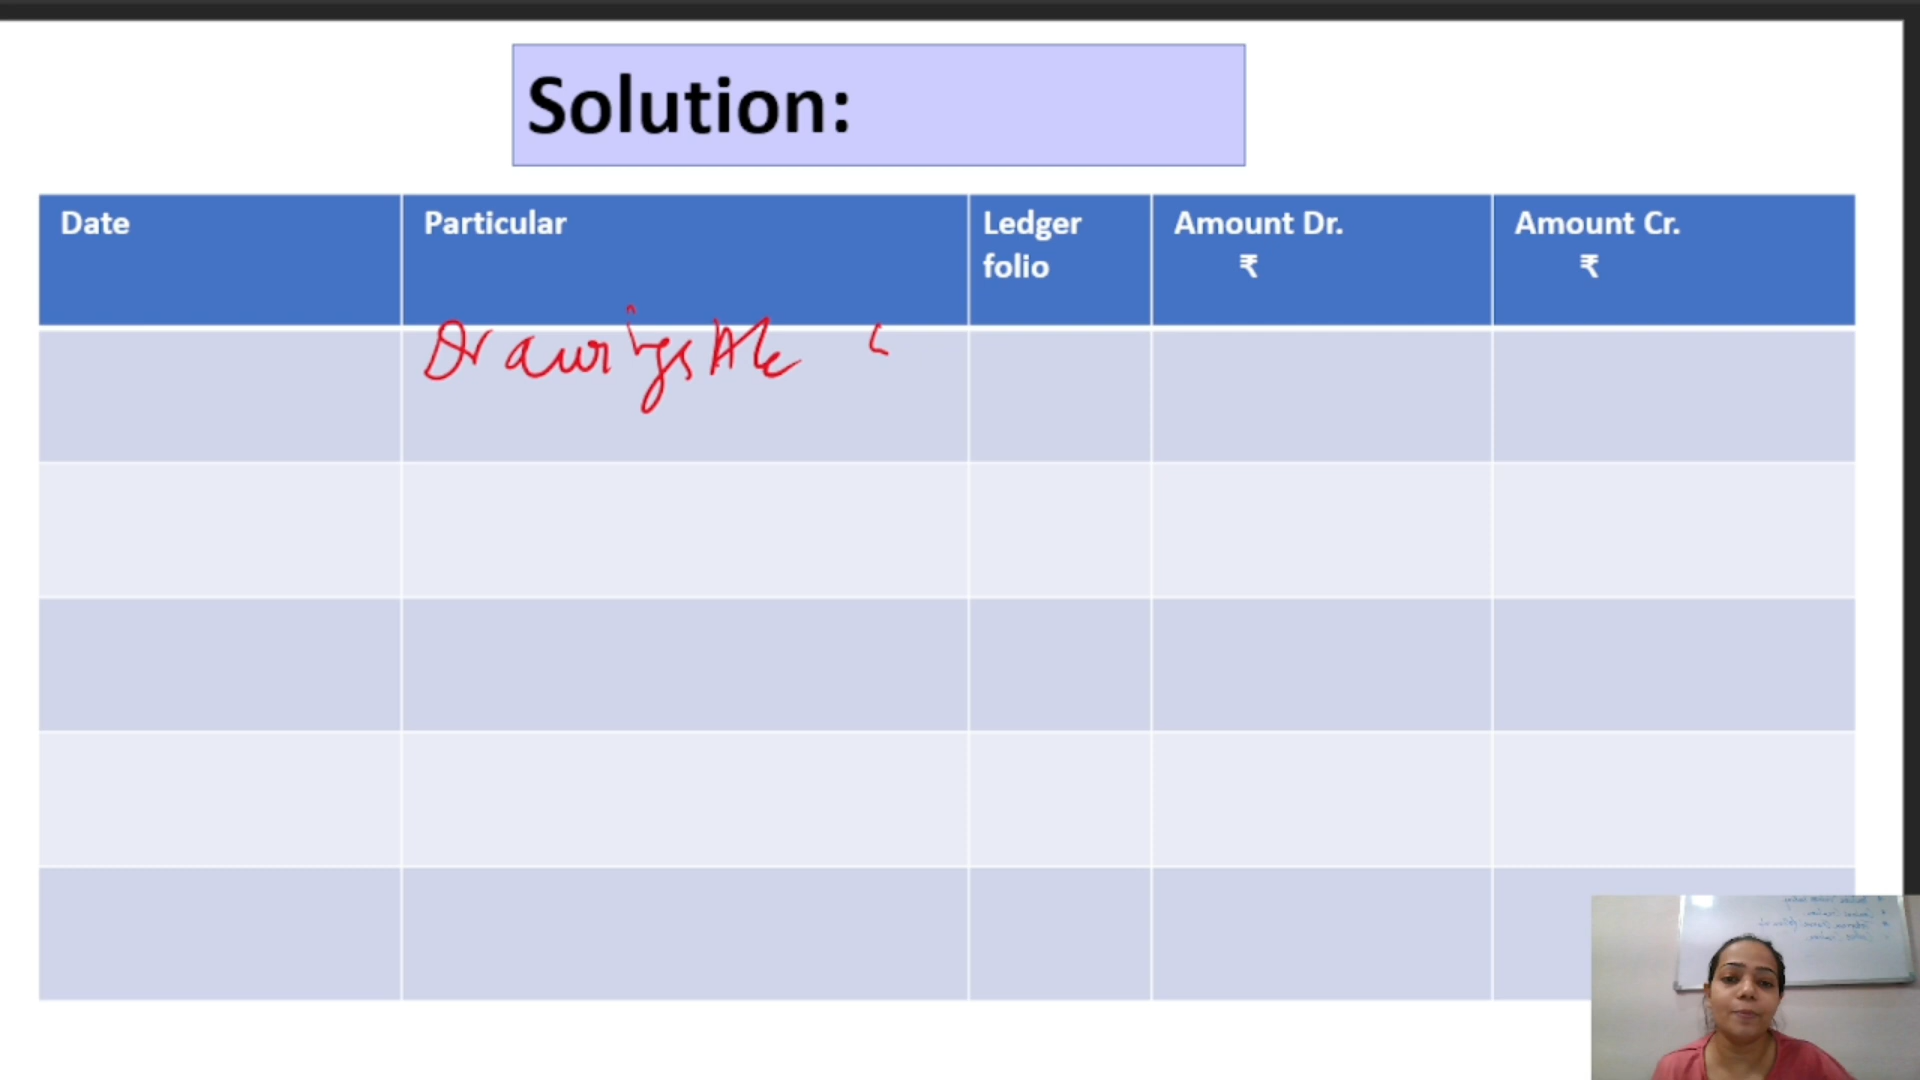 Solution:
Date Particular Ledger folio Amount Dr. ₹ Amount Cr. ₹
Drawings A/c